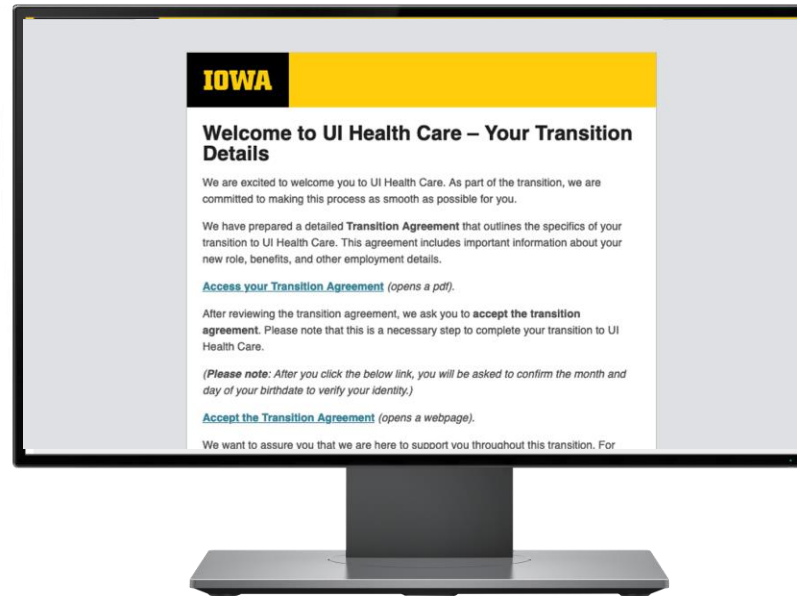 IOWA
Welcome to UI Health Care – Your Transition
Details
We are excited to welcome you to UI Health Care. As part of the transition, we are
committed to making this process as smooth as possible for you.
We have prepared a detailed Transition Agreement that outlines the specifics of your
transition to UI Health Care. This agreement includes important information about your
new role, benefits, and other employment details.
Access your Transition Agreement (opens a pdf).
After reviewing the transition agreement, we ask you to accept the transition
agreement. Please note that this is a necessary step to complete your transition to UI
Health Care.
(Please note: After you click the below link, you will be asked to confirm the month and
day of your birthdate to verify your identity.)
Accept the Transition Agreement (opens a webpage).
We want to assure you that we are here to support you throughout this transition. For